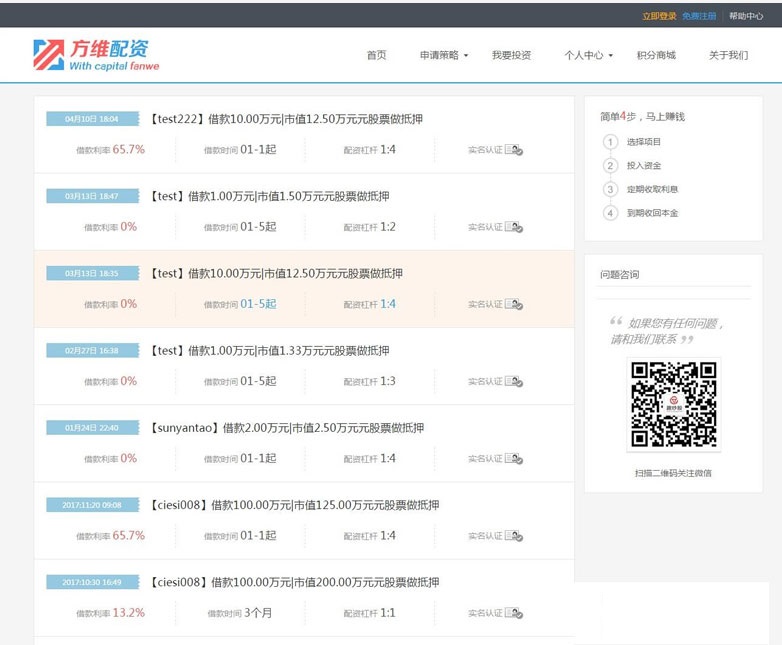 立即登录 免费注册 帮助中心
方维配资
With capital fanwe
首页 申请策略 我要投资 个人中心 积分商城 关于我们
04月10日 18:04 【test222】借款10.00万元|市值12.50万元元股票做抵押
借款利率 65.7% 借款时间 01-1起 配资杠杆 1:4 实名认证
03月13日 18:47 【test】借款1.00万元|市值1.50万元元股票做抵押
借款利率 0% 借款时间 01-5起 配资杠杆 1:2 实名认证
03月13日 18:35 【test】借款10.00万元|市值12.50万元元股票做抵押
借款利率 0% 借款时间 01-5起 配资杠杆 1:4 实名认证
02月27日 16:38 【test】借款1.00万元|市值1.33万元元股票做抵押
借款利率 0% 借款时间 01-5起 配资杠杆 1:3 实名认证
01月24日 22:40 【sunyantao】借款2.00万元|市值2.50万元元股票做抵押
借款利率 0% 借款时间 01-1起 配资杠杆 1:4 实名认证
2017:11:20 09:08 【ciesi008】借款100.00万元|市值125.00万元元股票做抵押
借款利率 65.7% 借款时间 01-1起 配资杠杆 1:4 实名认证
2017:10:30 16:49 【ciesi008】借款100.00万元|市值200.00万元元股票做抵押
借款利率 13.2% 借款时间 3个月 配资杠杆 1:1 实名认证
简单4步，马上赚钱
1 选择项目
2 投入资金
3 定期收取利息
4 到期收回本金
问题咨询
“ 如果您有任何问题，
请和我们联系 ”
扫描二维码关注微信